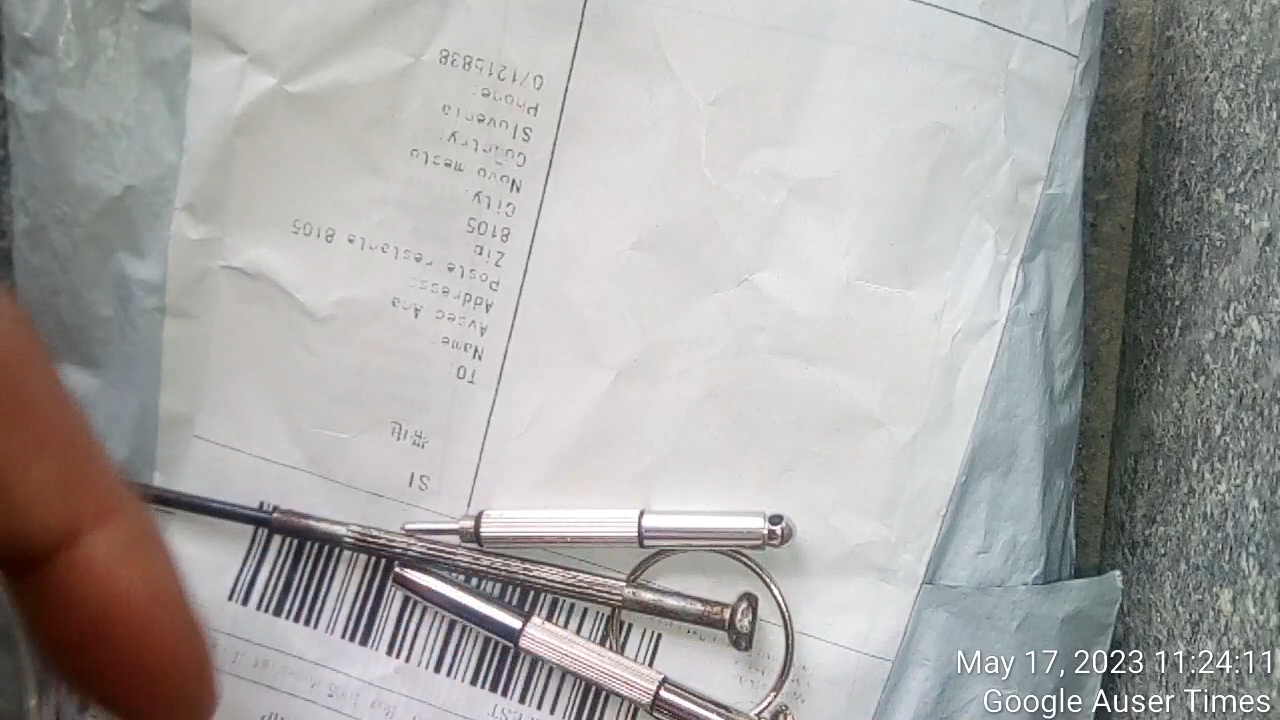 SI
TO:
Name:
Avsec Ana
Address:
Poste restante 8105
Zip
8105
City.
Novo mesto
Country:
Slovenia
Phone:
071215838
May 17, 2023 11:24:11
Google Auser Times